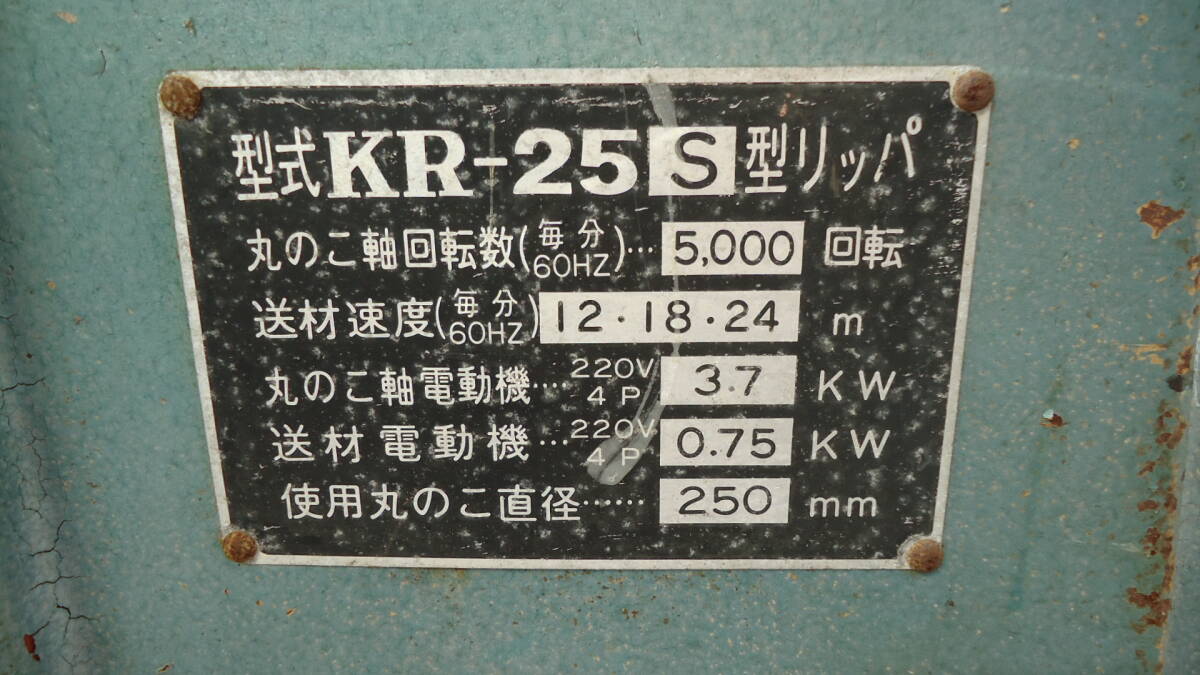 型式KR-25 S 型リッパ
丸のこ軸回転数(毎分 60HZ)… 5,000 回転
送材速度(毎分 60HZ) 12・18・24 m
丸のこ軸電動機…. 220V 4P 3.7 KW
送材電動機… 220V 4P 0.75 KW
使用丸のこ直径…… 250 mm